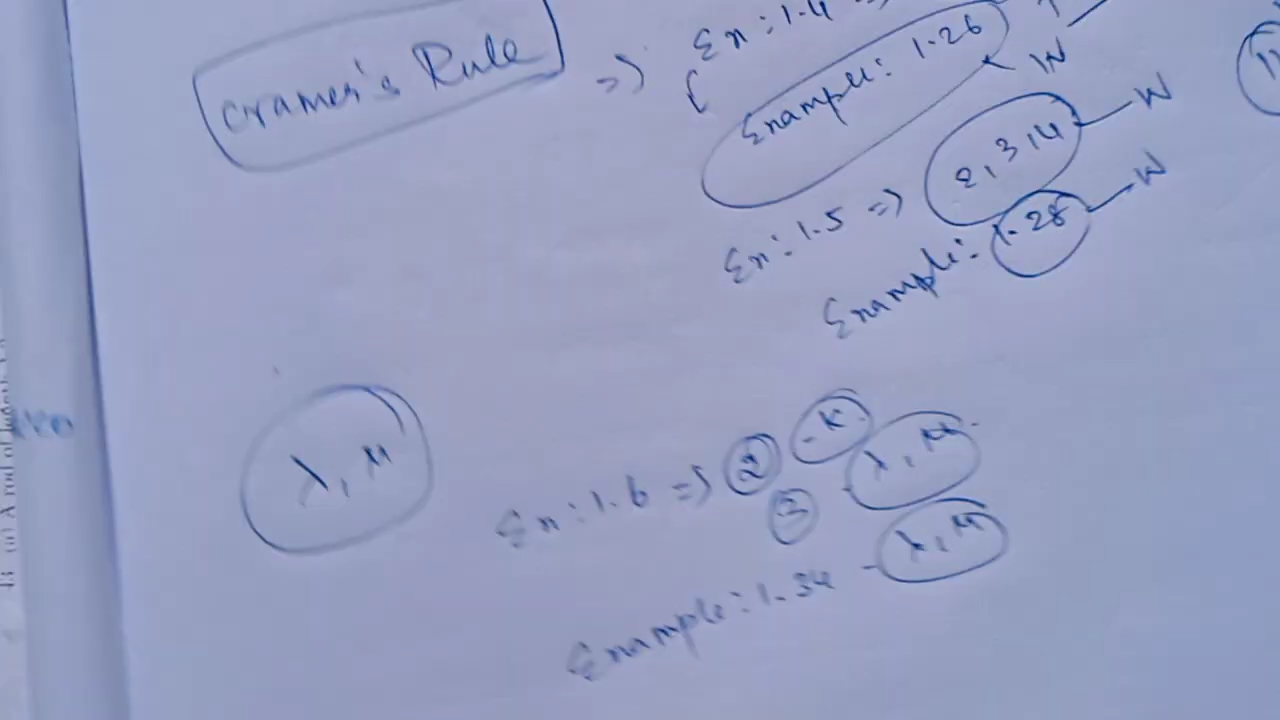 Cramer's Rule => Ex: 1.4 =>
Example: 1.26 W
Ex: 1.5 => 2, 3, 4 - W
Example: 1.28 - W
λ, μ
Ex: 1.6 => 2 - K
3 - λ, μ
Example: 1.34 - λ, μ